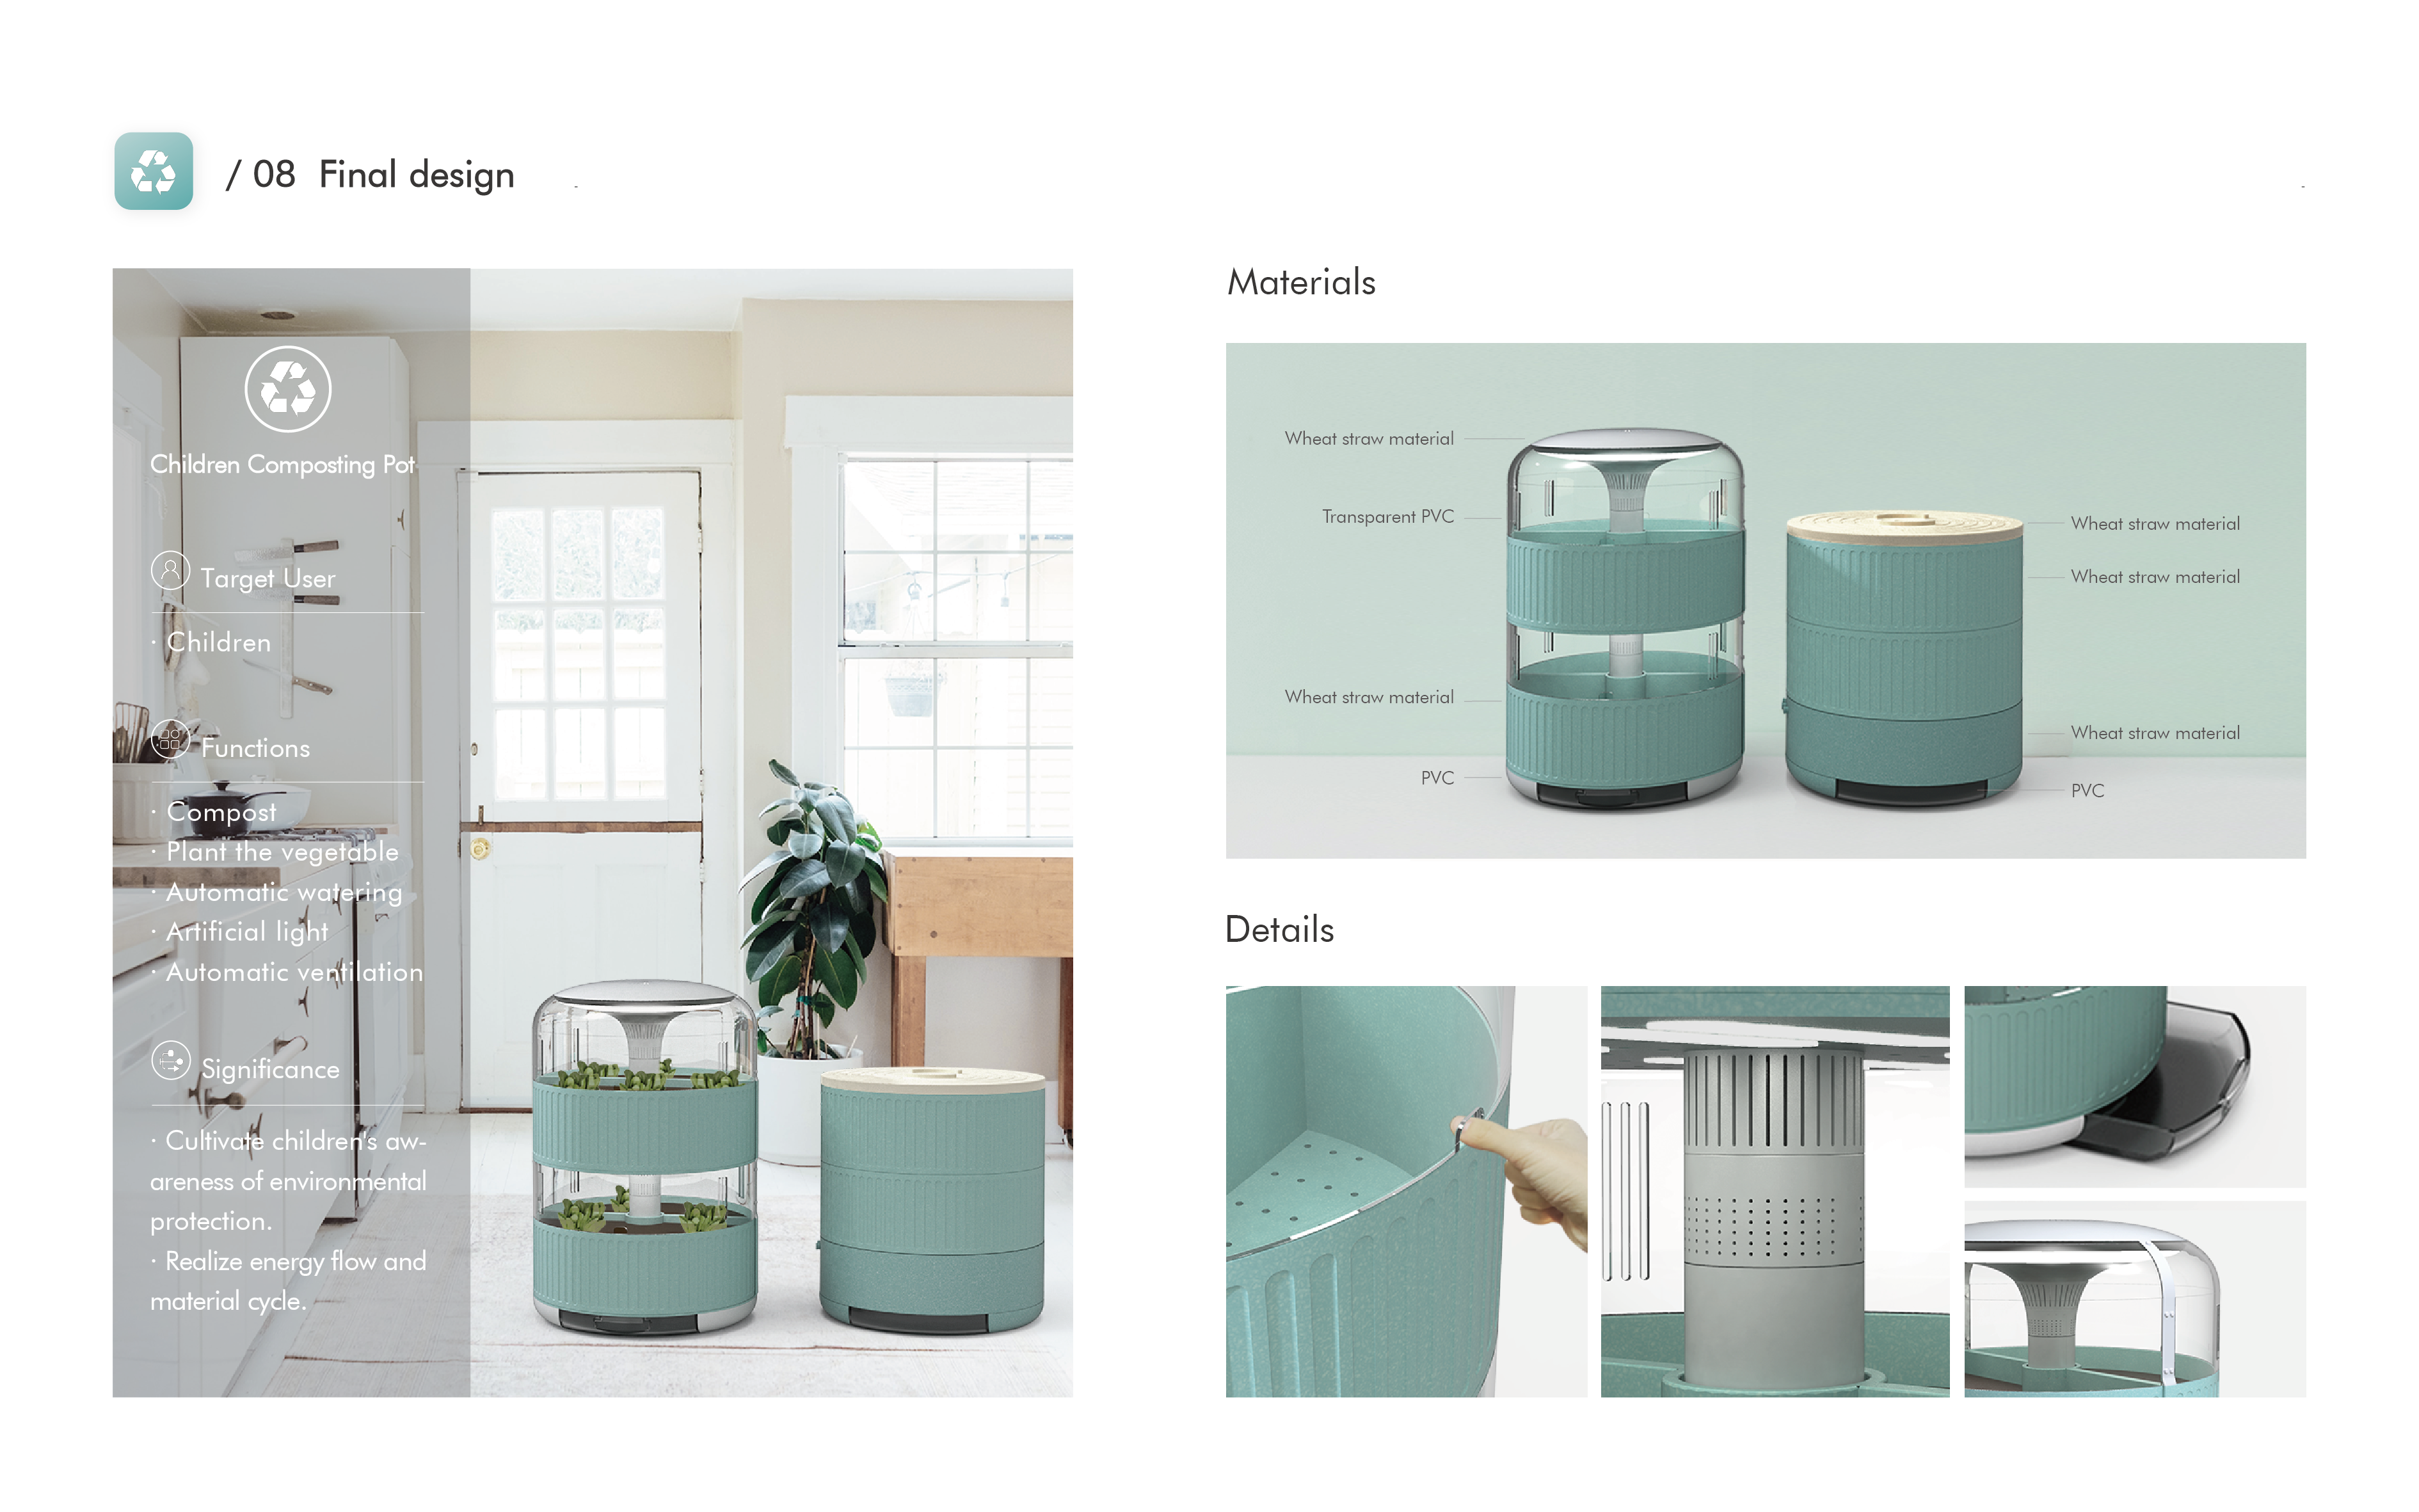 / 08 Final design
Children Composting Pot
Target User
· Children
Functions
· Compost
· Plant the vegetable
· Automatic watering
· Artificial light
· Automatic ventilation
Significance
· Cultivate children's aw-
areness of environmental
protection.
· Realize energy flow and
material cycle.
Materials
Wheat straw material
Transparent PVC
Wheat straw material
PVC
Wheat straw material
Wheat straw material
Wheat straw material
PVC
Details